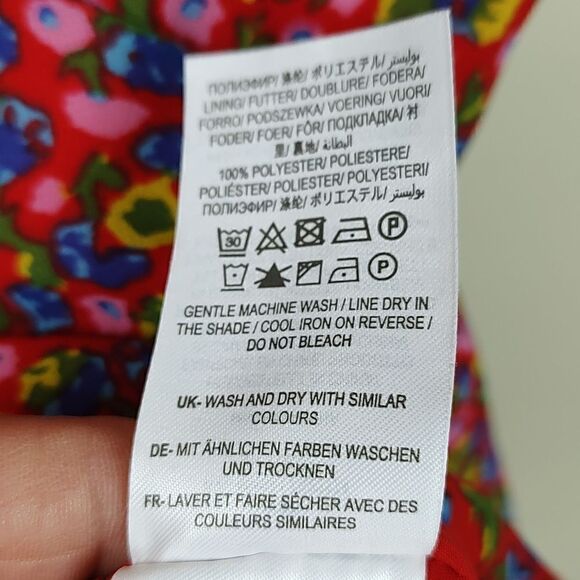 ПОЛИЭФИР/ 涤纶/ ポリエステル/ بوليستر
LINING/ FUTTER/ DOUBLURE/ FODERA/
FORRO/ PODSZEWKA/ VOERING/ VUORI/
FODER/ FOER/ FÔR/ ПОДКЛАДКА/ 衬
里/ 裏地/ البطانة/
100% POLYESTER/ POLIESTERE/
POLIÉSTER/ POLIESTER/ POLYESTERI/
ПОЛИЭФИР/ 涤纶/ ポリエステル/ بوليستر
30 P
P
GENTLE MACHINE WASH / LINE DRY IN
THE SHADE / COOL IRON ON REVERSE /
DO NOT BLEACH
UK- WASH AND DRY WITH SIMILAR
COLOURS
DE- MIT ÄHNLICHEN FARBEN WASCHEN
UND TROCKNEN
FR- LAVER ET FAIRE SÉCHER AVEC DES
COULEURS SIMILAIRES